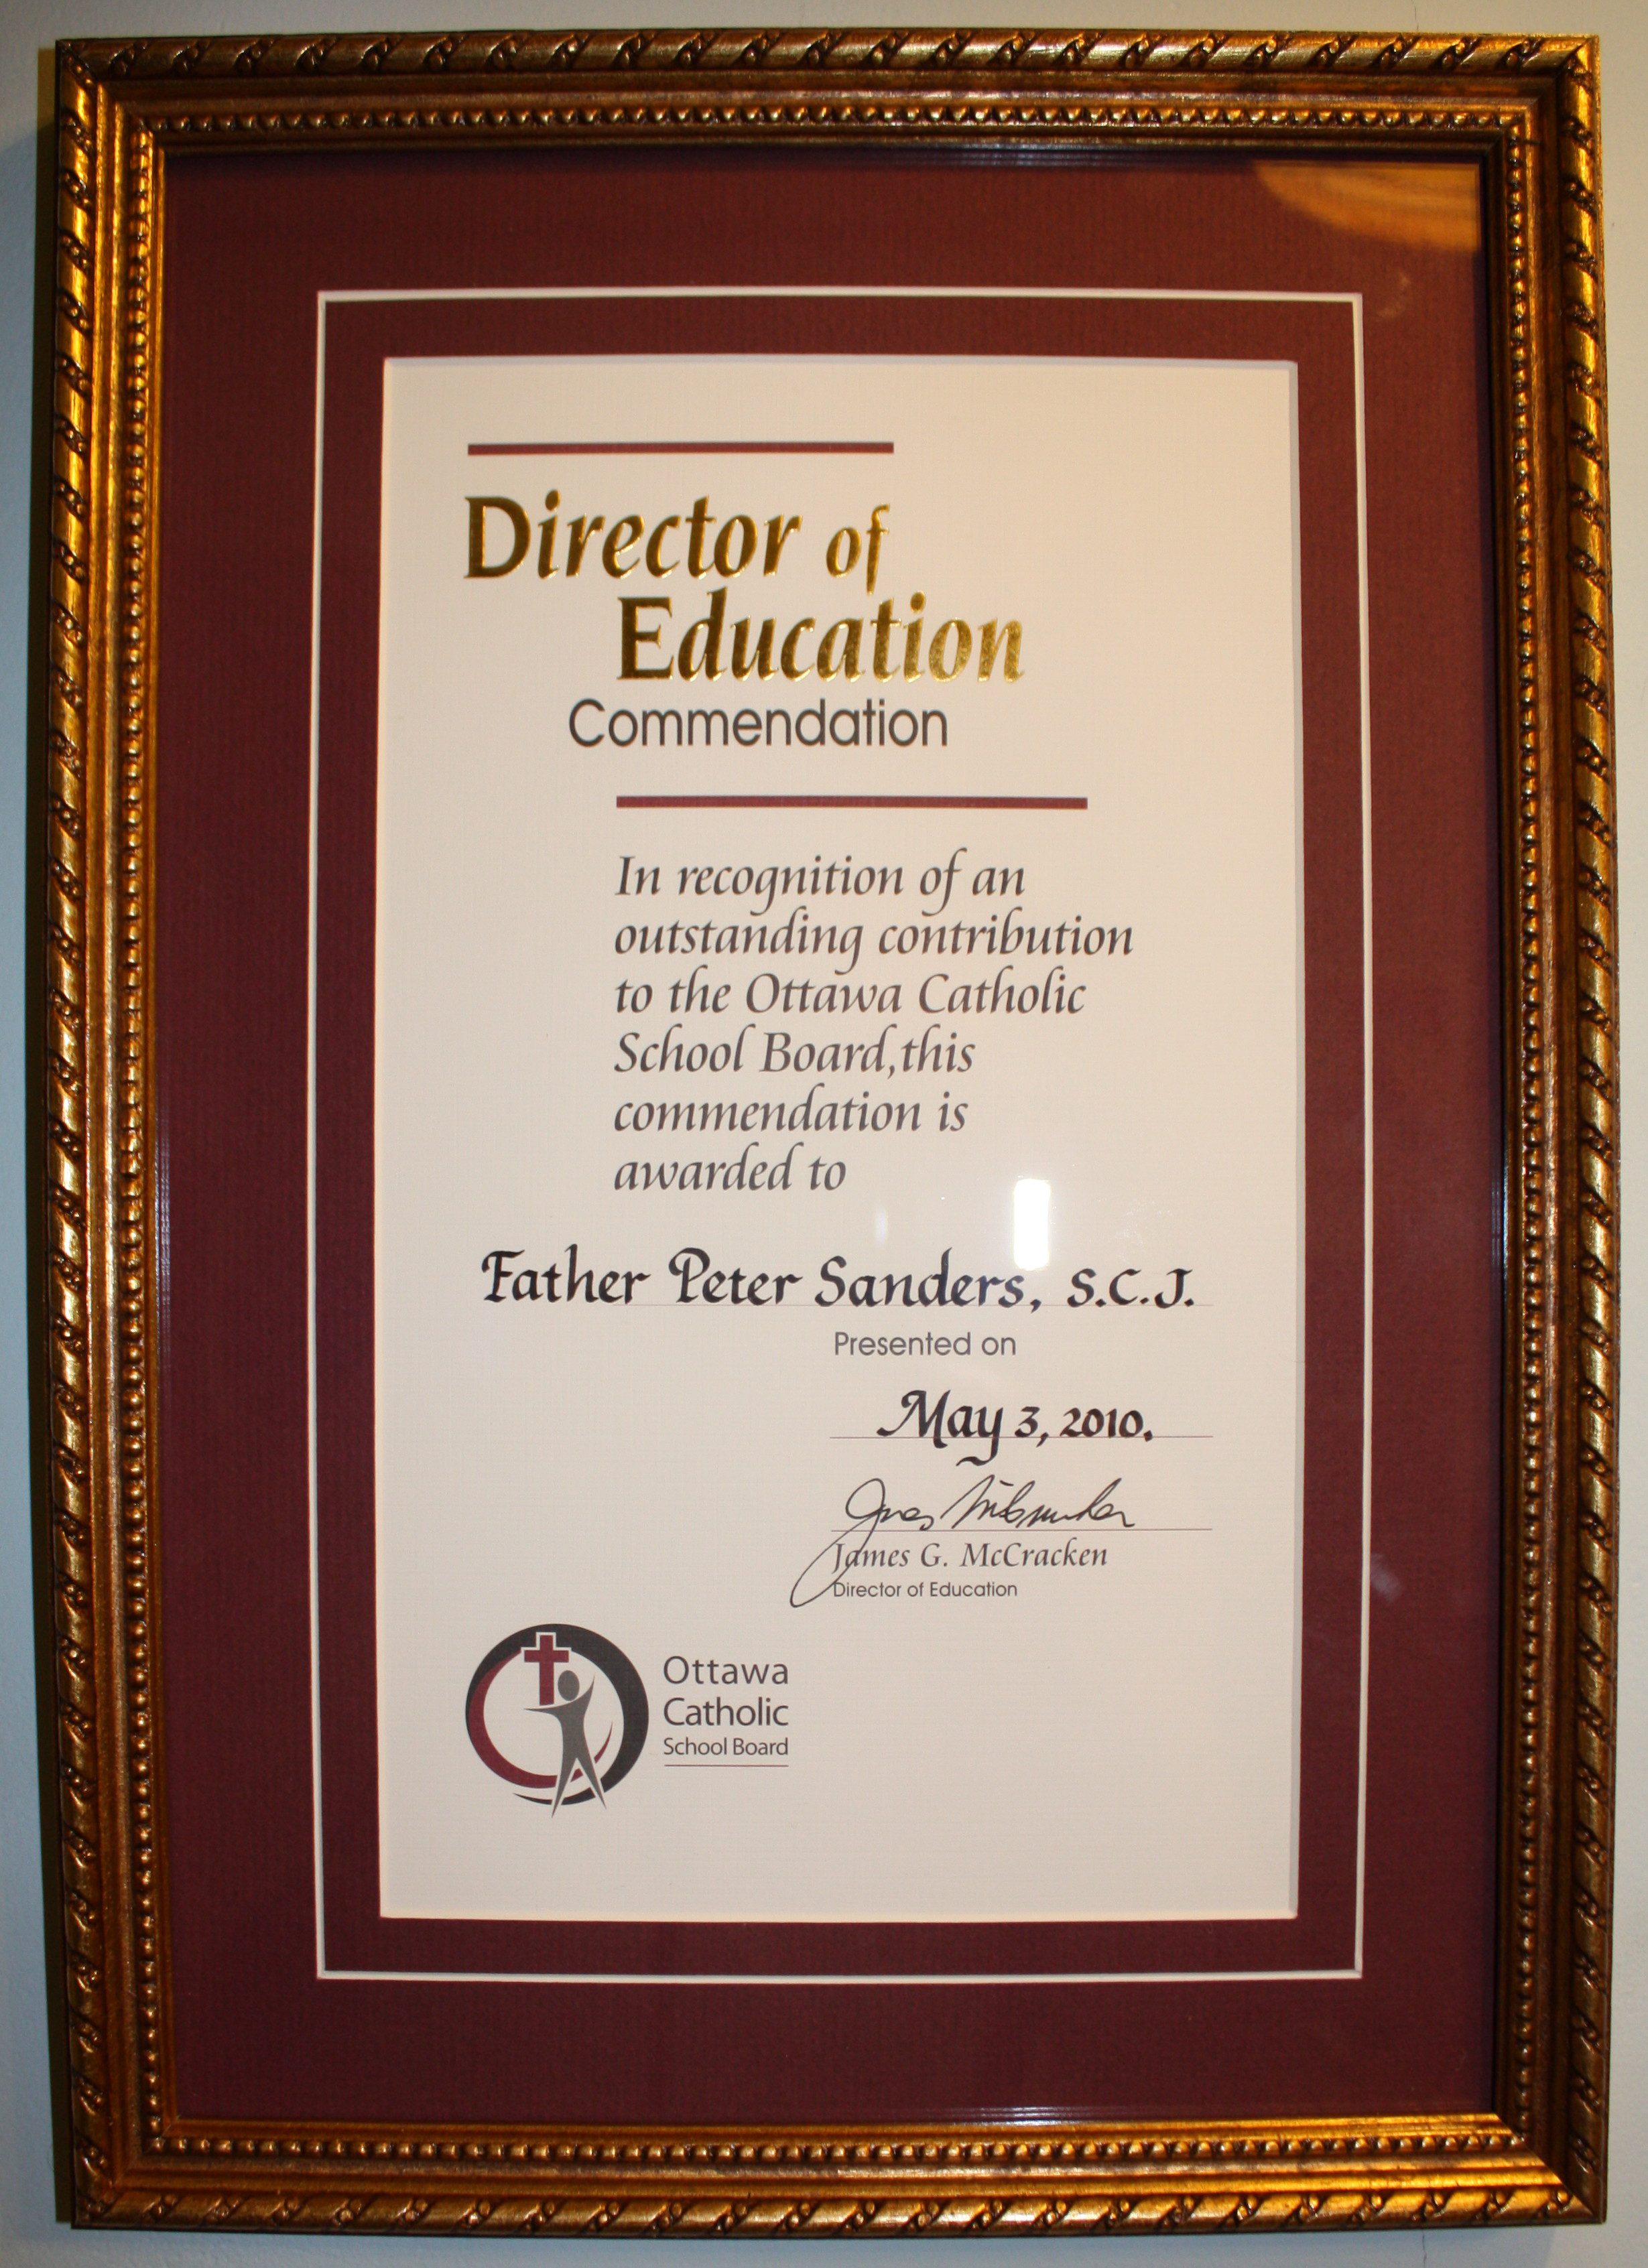 Director of
Education
Commendation
In recognition of an
outstanding contribution
to the Ottawa Catholic
School Board, this
commendation is
awarded to
Father Peter Sanders, S.C.J.
Presented on
May 3, 2010.
James G. McCracken
Director of Education
Ottawa
Catholic
School Board